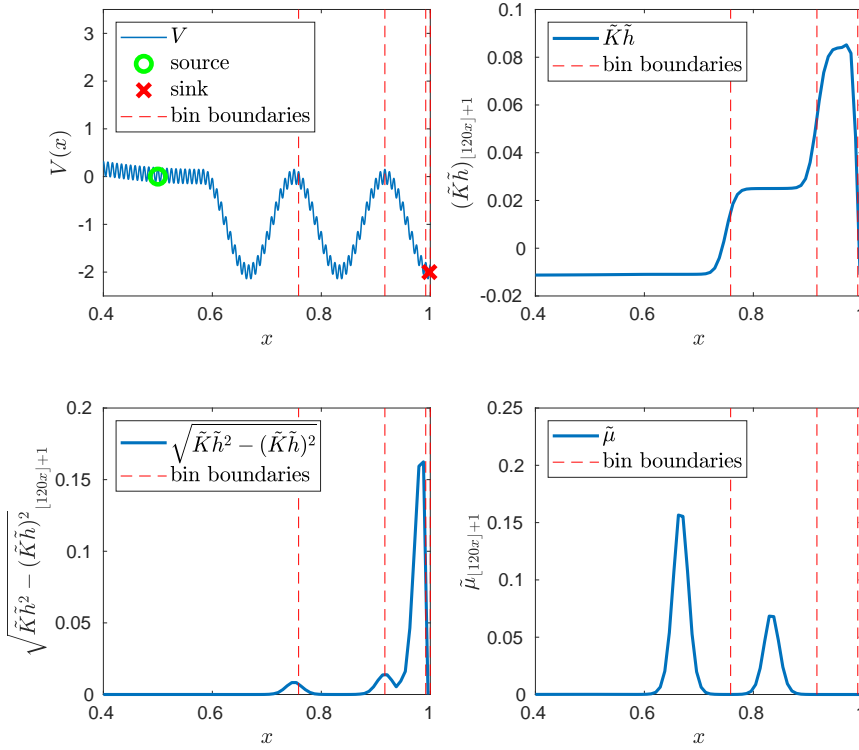 3
2
1
0
-1
-2
0.4 0.6 0.8 1
x
V(x)
V
source
sink
bin boundaries
0.1
0.08
0.06
0.04
0.02
0
-0.02
0.4 0.6 0.8 1
x
(K̃h̃)⌊120x⌋+1
K̃h̃
bin boundaries
0.2
0.15
0.1
0.05
0
0.4 0.6 0.8 1
x
√(K̃h̃² − (K̃h̃)²)⌊120x⌋+1
√(K̃h̃² − (K̃h̃)²)
bin boundaries
0.25
0.2
0.15
0.1
0.05
0
0.4 0.6 0.8 1
x
μ̃⌊120x⌋+1
μ̃
bin boundaries